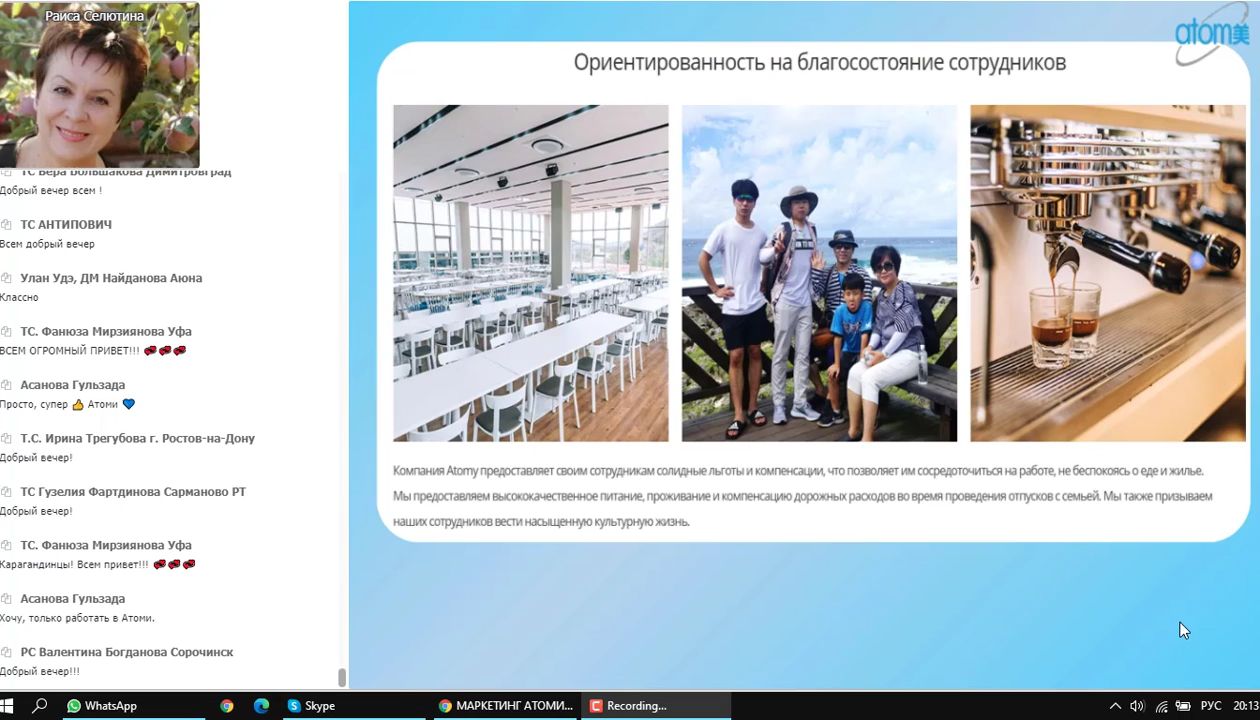 Раиса Селютина
ТС Вера Большакова Димитровград
Добрый вечер всем !
ТС АНТИПОВИЧ
Всем добрый вечер
Улан Удэ, ДМ Найданова Аюна
Классно
ТС. Фанюза Мирзиянова Уфа
ВСЕМ ОГРОМНЫЙ ПРИВЕТ!!!
Асанова Гульзада
Просто, супер 👍 Атоми 💙
Т.С. Ирина Трегубова г. Ростов-на-Дону
Добрый вечер!
ТС Гузелия Фартдинова Сарманово РТ
Добрый вечер!
ТС. Фанюза Мирзиянова Уфа
Карагандинцы! Всем привет!!!
Асанова Гульзада
Хочу, только работать в Атоми.
РС Валентина Богданова Сорочинск
Добрый вечер!!!
atom美
Ориентированность на благосостояние сотрудников
Компания Atomy предоставляет своим сотрудникам солидные льготы и компенсации, что позволяет им сосредоточиться на работе, не беспокоясь о еде и жилье.
Мы предоставляем высококачественное питание, проживание и компенсацию дорожных расходов во время проведения отпусков с семьей. Мы также призываем
наших сотрудников вести насыщенную культурную жизнь.
WhatsApp
Skype
МАРКЕТИНГ АТОМИ...
Recording...
РУС
20:13